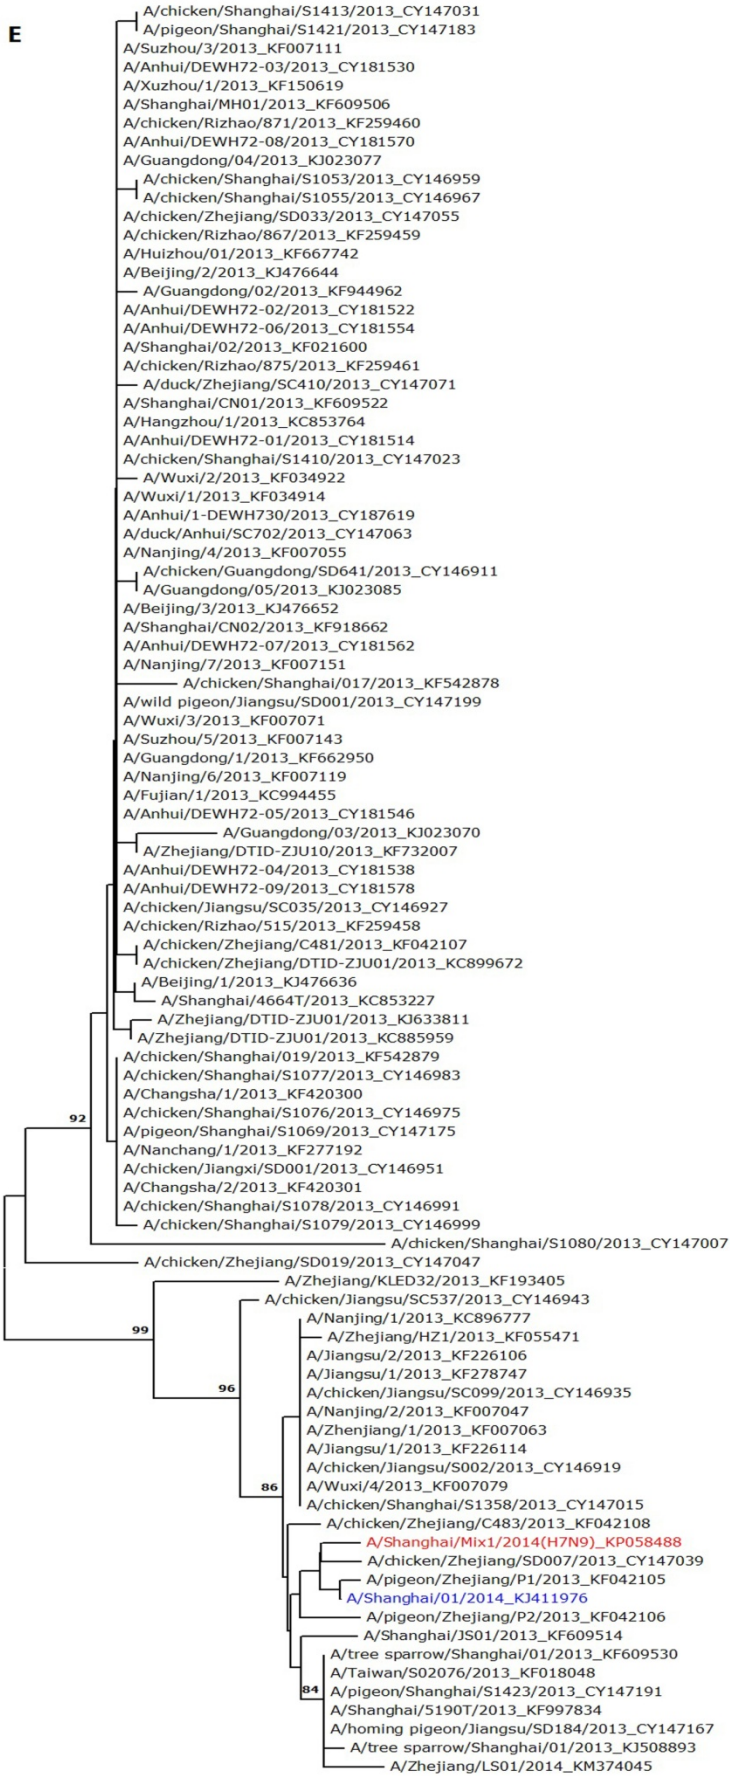 E
A/chicken/Shanghai/S1413/2013_CY147031
A/pigeon/Shanghai/S1421/2013_CY147183
A/Suzhou/3/2013_KF007111
A/Anhui/DEWH72-03/2013_CY181530
A/Xuzhou/1/2013_KF150619
A/Shanghai/MH01/2013_KF609506
A/chicken/Rizhao/871/2013_KF259460
A/Anhui/DEWH72-08/2013_CY181570
A/Guangdong/04/2013_KJ023077
A/chicken/Shanghai/S1053/2013_CY146959
A/chicken/Shanghai/S1055/2013_CY146967
A/chicken/Zhejiang/SD033/2013_CY147055
A/chicken/Rizhao/867/2013_KF259459
A/Huizhou/01/2013_KF667742
A/Beijing/2/2013_KJ476644
A/Guangdong/02/2013_KF944962
A/Anhui/DEWH72-02/2013_CY181522
A/Anhui/DEWH72-06/2013_CY181554
A/Shanghai/02/2013_KF021600
A/chicken/Rizhao/875/2013_KF259461
A/duck/Zhejiang/SC410/2013_CY147071
A/Shanghai/CN01/2013_KF609522
A/Hangzhou/1/2013_KC853764
A/Anhui/DEWH72-01/2013_CY181514
A/chicken/Shanghai/S1410/2013_CY147023
A/Wuxi/2/2013_KF034922
A/Wuxi/1/2013_KF034914
A/Anhui/1-DEWH730/2013_CY187619
A/duck/Anhui/SC702/2013_CY147063
A/Nanjing/4/2013_KF007055
A/chicken/Guangdong/SD641/2013_CY146911
A/Guangdong/05/2013_KJ023085
A/Beijing/3/2013_KJ476652
A/Shanghai/CN02/2013_KF918662
A/Anhui/DEWH72-07/2013_CY181562
A/Nanjing/7/2013_KF007151
A/chicken/Shanghai/017/2013_KF542878
A/wild pigeon/Jiangsu/SD001/2013_CY147199
A/Wuxi/3/2013_KF007071
A/Suzhou/5/2013_KF007143
A/Guangdong/1/2013_KF662950
A/Nanjing/6/2013_KF007119
A/Fujian/1/2013_KC994455
A/Anhui/DEWH72-05/2013_CY181546
A/Guangdong/03/2013_KJ023070
A/Zhejiang/DTID-ZJU10/2013_KF732007
A/Anhui/DEWH72-04/2013_CY181538
A/Anhui/DEWH72-09/2013_CY181578
A/chicken/Jiangsu/SC035/2013_CY146927
A/chicken/Rizhao/515/2013_KF259458
A/chicken/Zhejiang/C481/2013_KF042107
A/chicken/Zhejiang/DTID-ZJU01/2013_KC899672
A/Beijing/1/2013_KJ476636
A/Shanghai/4664T/2013_KC853227
A/Zhejiang/DTID-ZJU01/2013_KJ633811
A/Zhejiang/DTID-ZJU01/2013_KC885959
A/chicken/Shanghai/019/2013_KF542879
A/chicken/Shanghai/S1077/2013_CY146983
A/Changsha/1/2013_KF420300
A/chicken/Shanghai/S1076/2013_CY146975
92
A/pigeon/Shanghai/S1069/2013_CY147175
A/Nanchang/1/2013_KF277192
A/chicken/Jiangxi/SD001/2013_CY146951
A/Changsha/2/2013_KF420301
A/chicken/Shanghai/S1078/2013_CY146991
A/chicken/Shanghai/S1079/2013_CY146999
A/chicken/Shanghai/S1080/2013_CY147007
A/chicken/Zhejiang/SD019/2013_CY147047
A/Zhejiang/KLED32/2013_KF193405
A/chicken/Jiangsu/SC537/2013_CY146943
A/Nanjing/1/2013_KC896777
99
A/Zhejiang/HZ1/2013_KF055471
A/Jiangsu/2/2013_KF226106
A/Jiangsu/1/2013_KF278747
96
A/chicken/Jiangsu/SC099/2013_CY146935
A/Nanjing/2/2013_KF007047
A/Zhenjiang/1/2013_KF007063
A/Jiangsu/1/2013_KF226114
A/chicken/Jiangsu/S002/2013_CY146919
86
A/Wuxi/4/2013_KF007079
A/chicken/Shanghai/S1358/2013_CY147015
A/chicken/Zhejiang/C483/2013_KF042108
A/Shanghai/Mix1/2014(H7N9)_KP058488
A/chicken/Zhejiang/SD007/2013_CY147039
A/pigeon/Zhejiang/P1/2013_KF042105
A/Shanghai/01/2014_KJ411976
A/pigeon/Zhejiang/P2/2013_KF042106
A/Shanghai/JS01/2013_KF609514
A/tree sparrow/Shanghai/01/2013_KF609530
A/Taiwan/S02076/2013_KF018048
84
A/pigeon/Shanghai/S1423/2013_CY147191
A/Shanghai/5190T/2013_KF997834
A/homing pigeon/Jiangsu/SD184/2013_CY147167
A/tree sparrow/Shanghai/01/2013_KJ508893
A/Zhejiang/LS01/2014_KM374045